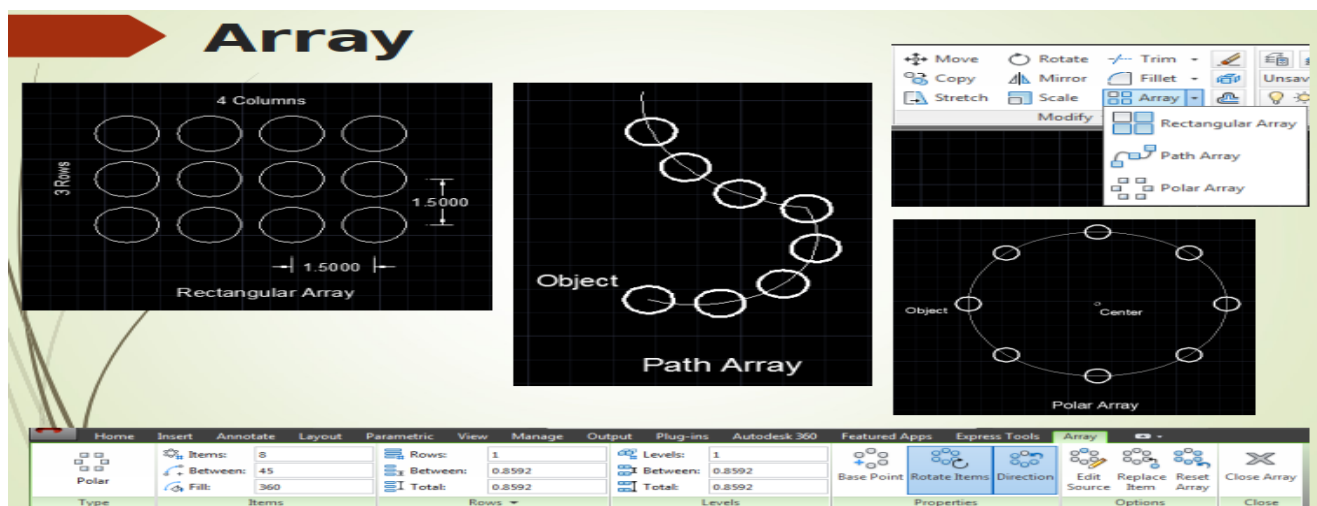 Array
4 Columns
3 Rows
1.5000
1.5000
Rectangular Array
Object
Path Array
Move Rotate Trim
Copy Mirror Fillet Unsav
Stretch Scale Array
Modify
Rectangular Array
Path Array
Polar Array
Object
Center
Polar Array
Home Insert Annotate Layout Parametric View Manage Output Plug-ins Autodesk 360 Featured Apps Express Tools Array
Items: 8 Rows: 1 Levels: 1
Between: 45 Between: 0.8592 Between: 0.8592
Fill: 360 Total: 0.8592 Total: 0.8592
Polar
Base Point Rotate Items Direction Edit Source Replace Item Reset Array Close Array
Type Items Rows Levels Properties Options Close